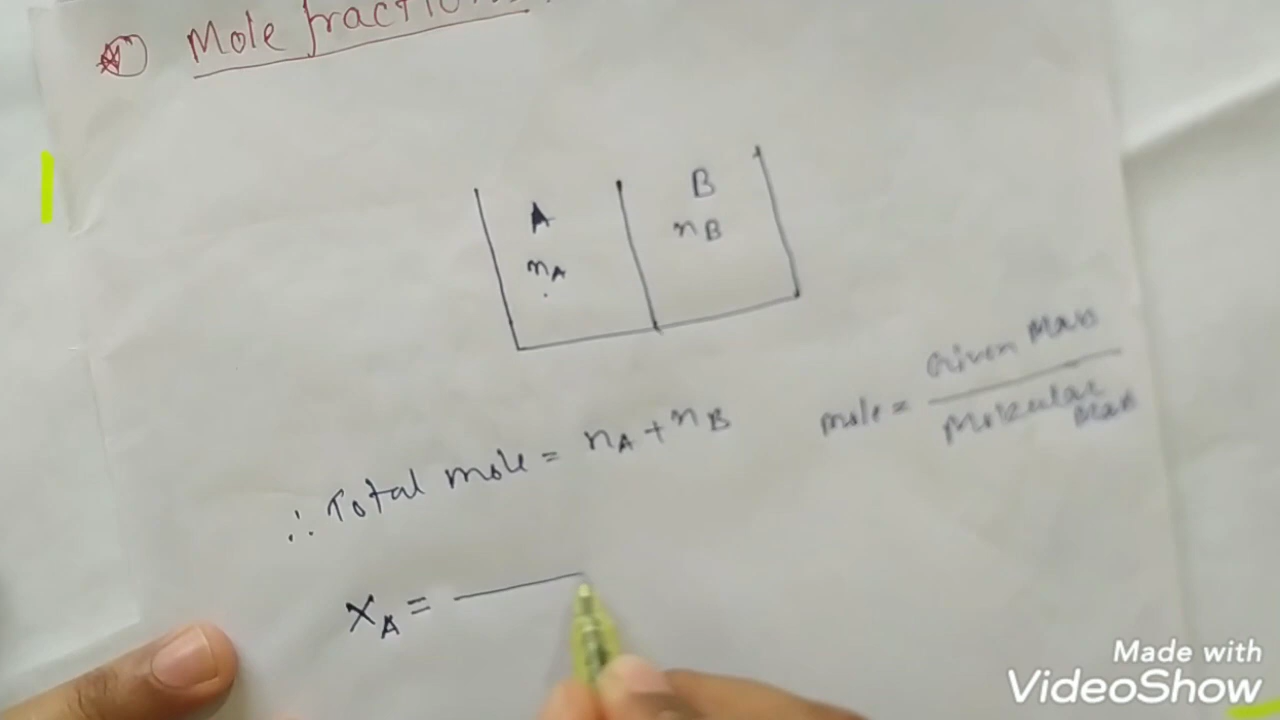 Mole fraction
A
B
nA
nB
mole = Given Mass
Molecular Mass
∴ Total mole = nA + nB
XA =
Made with
VideoShow